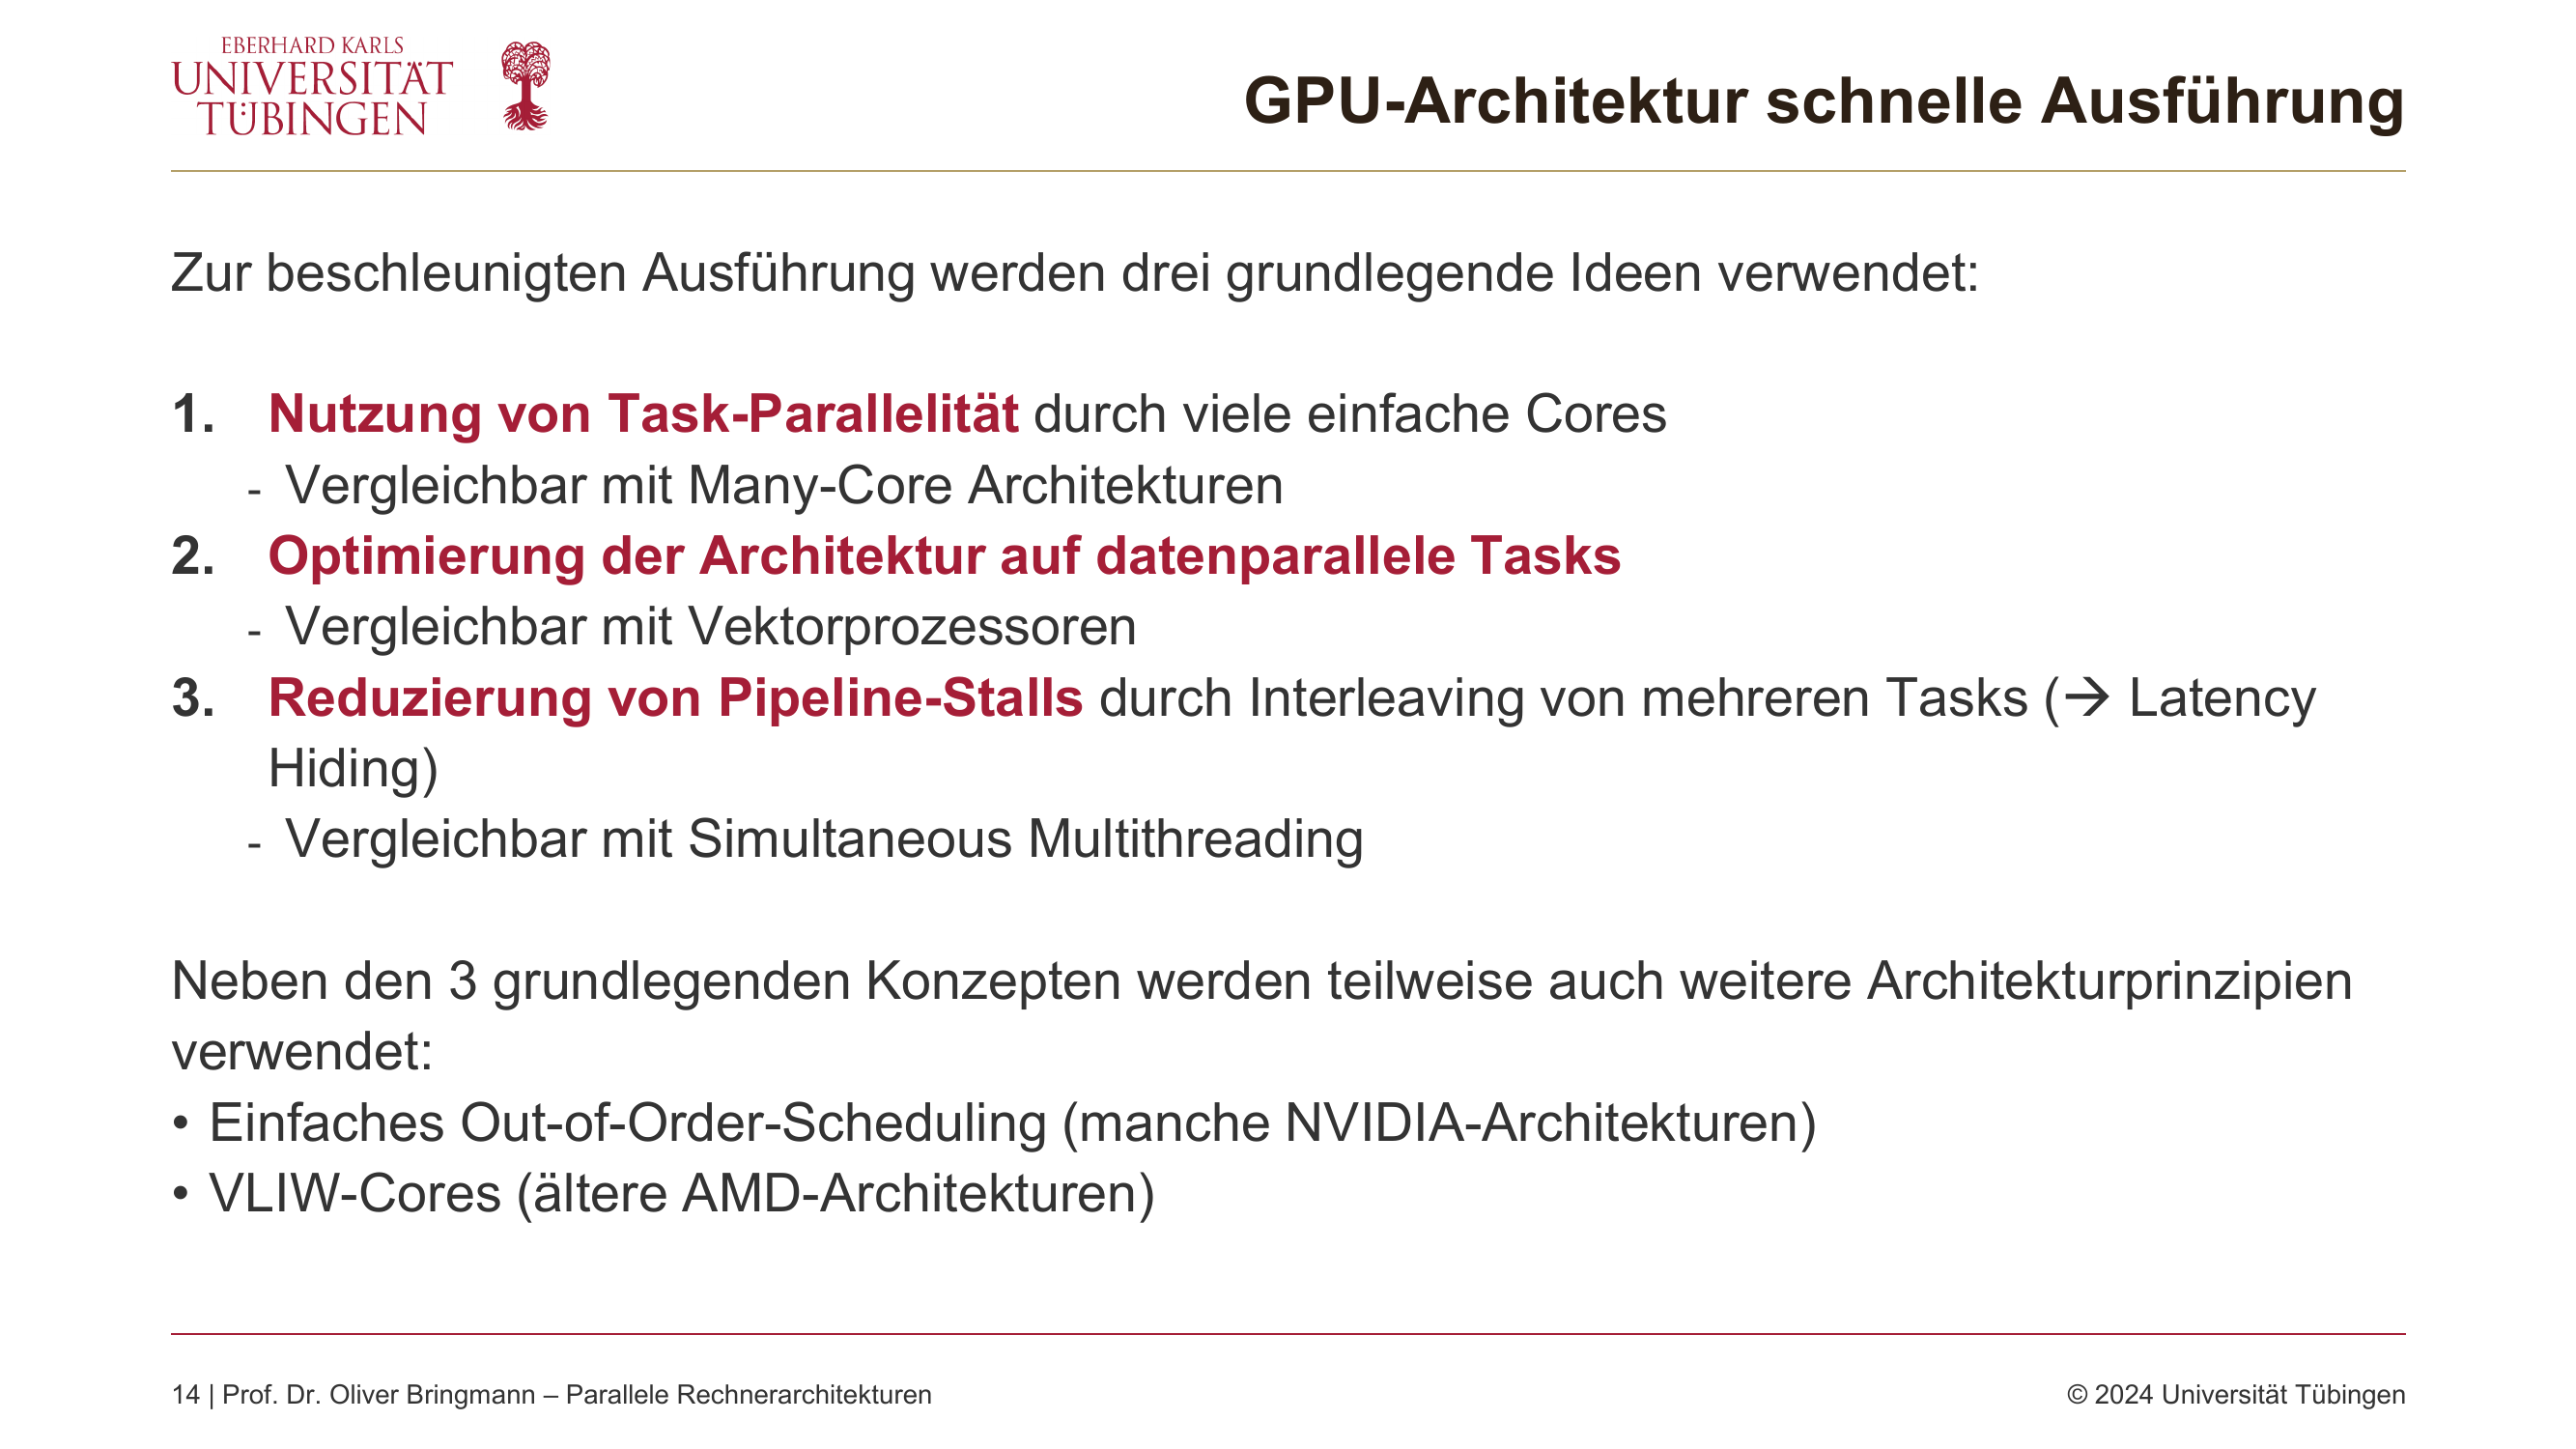 EBERHARD KARLS
UNIVERSITÄT
TÜBINGEN
GPU-Architektur schnelle Ausführung
Zur beschleunigten Ausführung werden drei grundlegende Ideen verwendet:
1. Nutzung von Task-Parallelität durch viele einfache Cores
- Vergleichbar mit Many-Core Architekturen
2. Optimierung der Architektur auf datenparallele Tasks
- Vergleichbar mit Vektorprozessoren
3. Reduzierung von Pipeline-Stalls durch Interleaving von mehreren Tasks (→ Latency
Hiding)
- Vergleichbar mit Simultaneous Multithreading
Neben den 3 grundlegenden Konzepten werden teilweise auch weitere Architekturprinzipien
verwendet:
• Einfaches Out-of-Order-Scheduling (manche NVIDIA-Architekturen)
• VLIW-Cores (ältere AMD-Architekturen)
14 | Prof. Dr. Oliver Bringmann – Parallele Rechnerarchitekturen
© 2024 Universität Tübingen